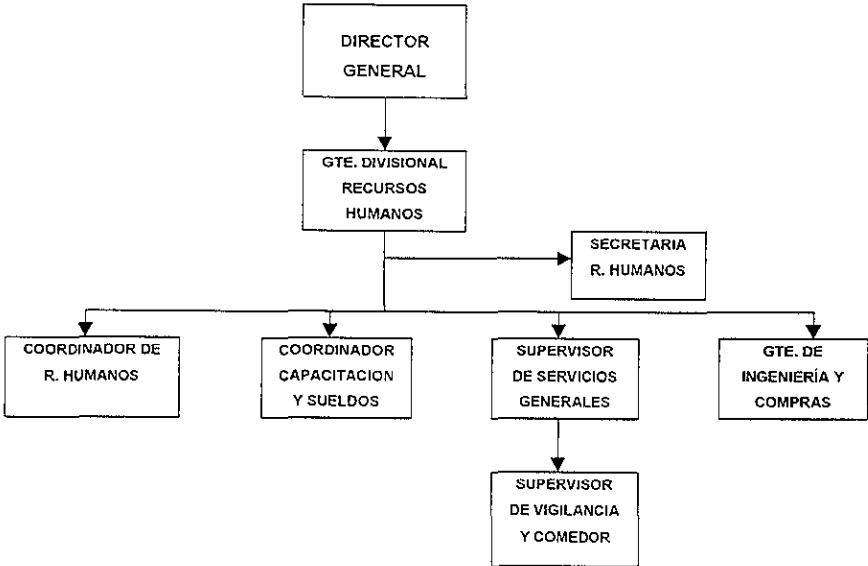 DIRECTOR
GENERAL
GTE. DIVISIONAL
RECURSOS
HUMANOS
SECRETARIA
R. HUMANOS
COORDINADOR DE
R. HUMANOS
COORDINADOR
CAPACITACION
Y SUELDOS
SUPERVISOR
DE SERVICIOS
GENERALES
GTE. DE
INGENIERÍA Y
COMPRAS
SUPERVISOR
DE VIGILANCIA
Y COMEDOR